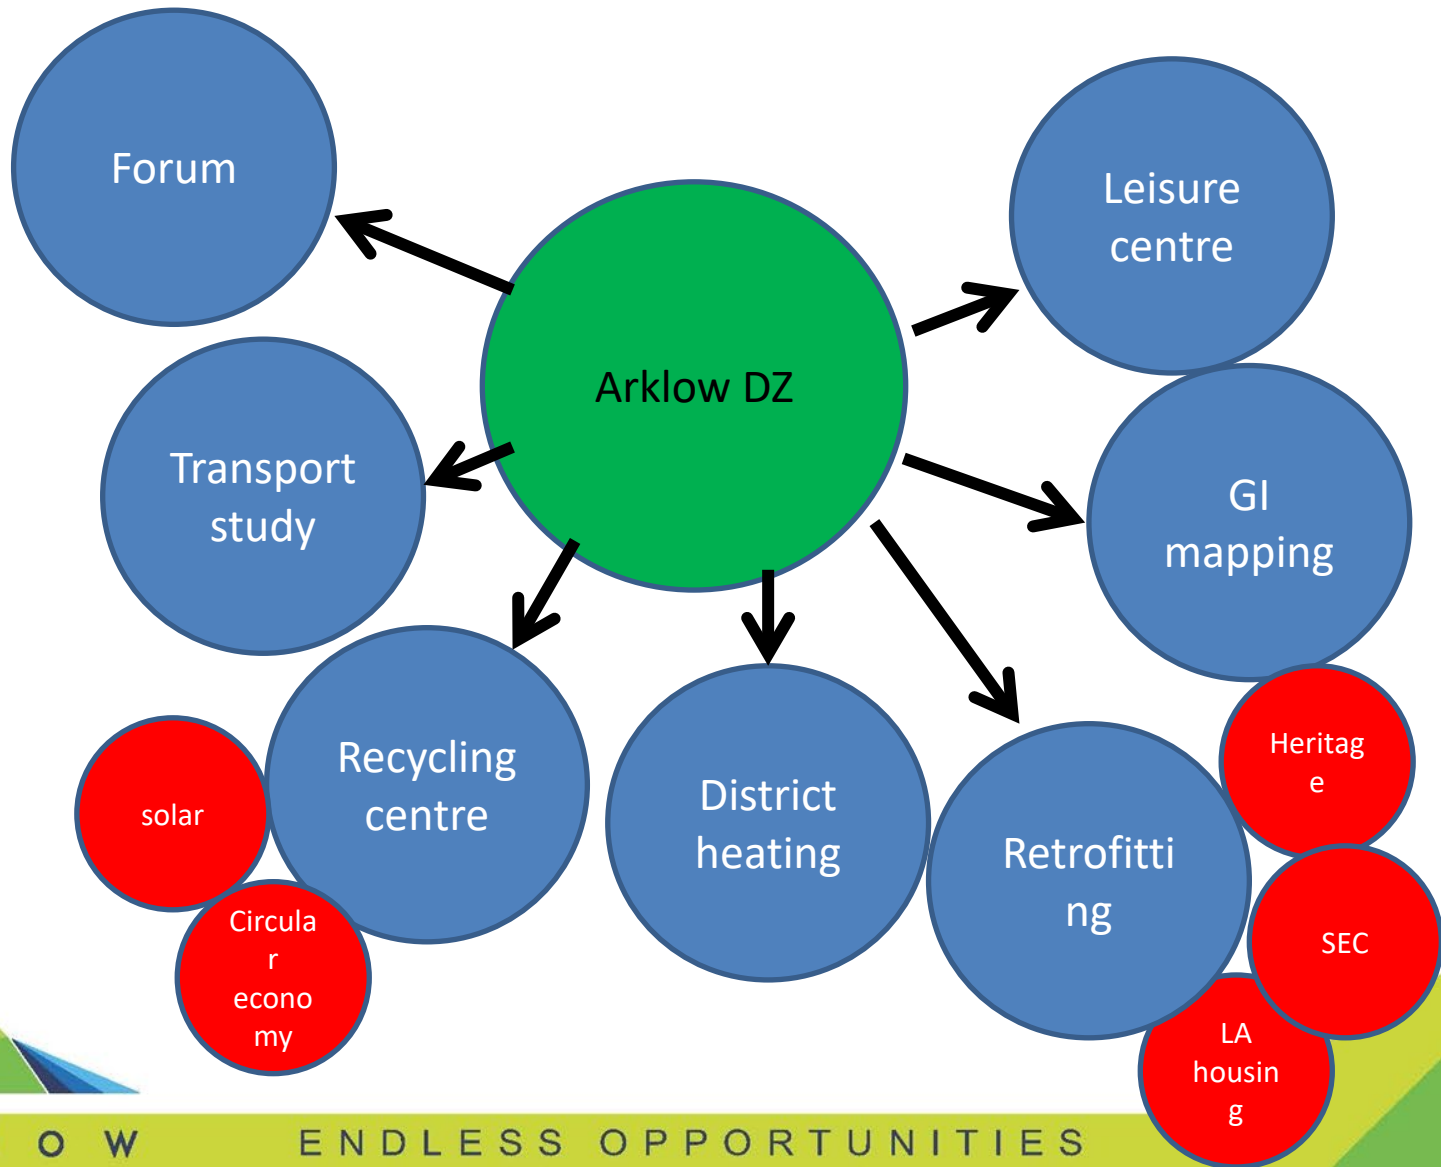 Forum
Leisure
centre
Arklow DZ
Transport
study
GI
mapping
Recycling
centre
District
heating
Retrofitti
ng
Heritag
e
solar
Circula
r
econo
my
SEC
LA
housin
g
O W ENDLESS OPPORTUNITIES